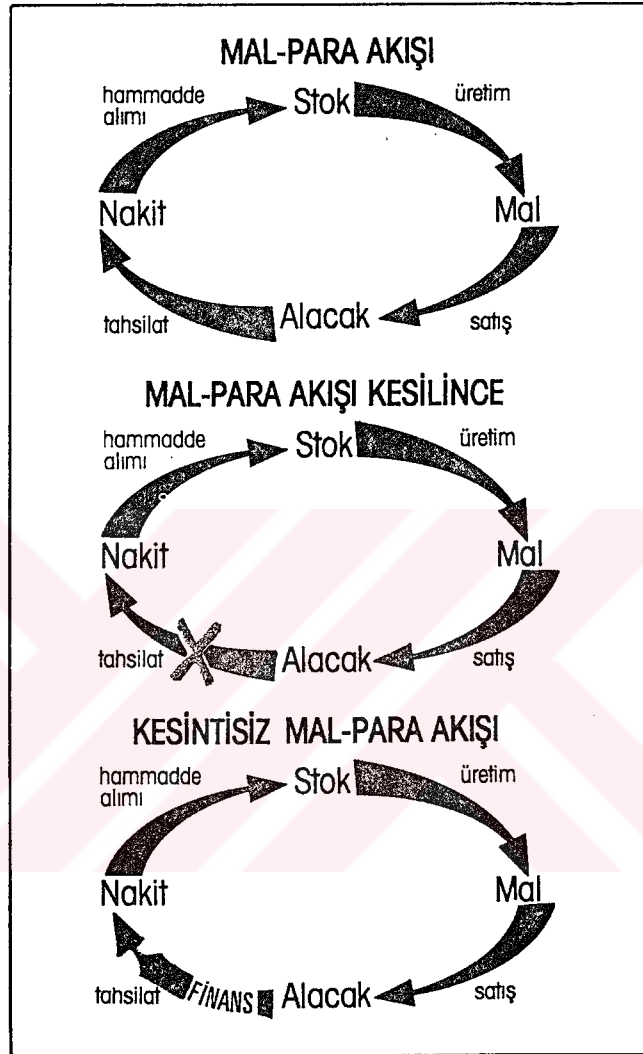 MAL-PARA AKIŞI
hammadde
alımı
Stok
üretim
Nakit
Mal
tahsilat
Alacak
satış
MAL-PARA AKIŞI KESİLİNCE
hammadde
alımı
Stok
üretim
Nakit
Mal
tahsilat
Alacak
satış
KESİNTİSİZ MAL-PARA AKIŞI
hammadde
alımı
Stok
üretim
Nakit
Mal
tahsilat
FİNANS
Alacak
satış